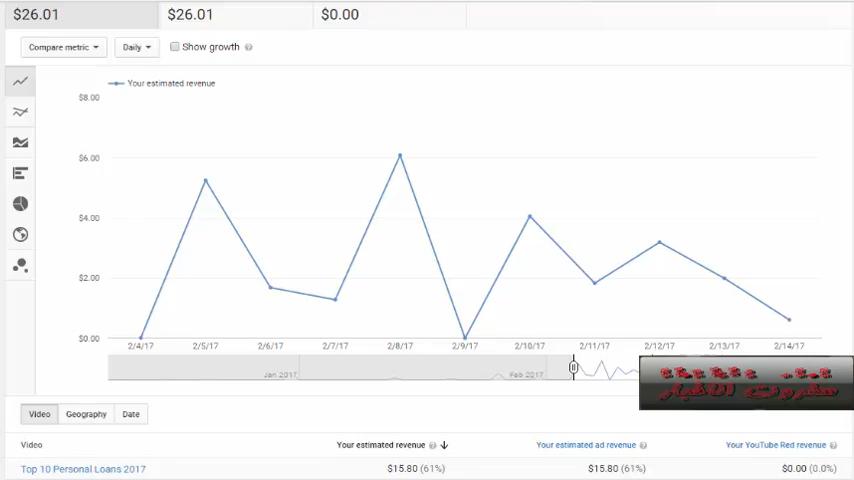 $26.01 $26.01 $0.00
Compare metric Daily Show growth
Your estimated revenue
$8.00
$6.00
$4.00
$2.00
$0.00
2/4/17 2/5/17 2/6/17 2/7/17 2/8/17 2/9/17 2/10/17 2/11/17 2/12/17 2/13/17 2/14/17
Jan 2017 Feb 2017
Video Geography Date
Video Your estimated revenue Your estimated ad revenue Your YouTube Red revenue
Top 10 Personal Loans 2017 $15.80 (61%) $15.80 (61%) $0.00 (0.0%)